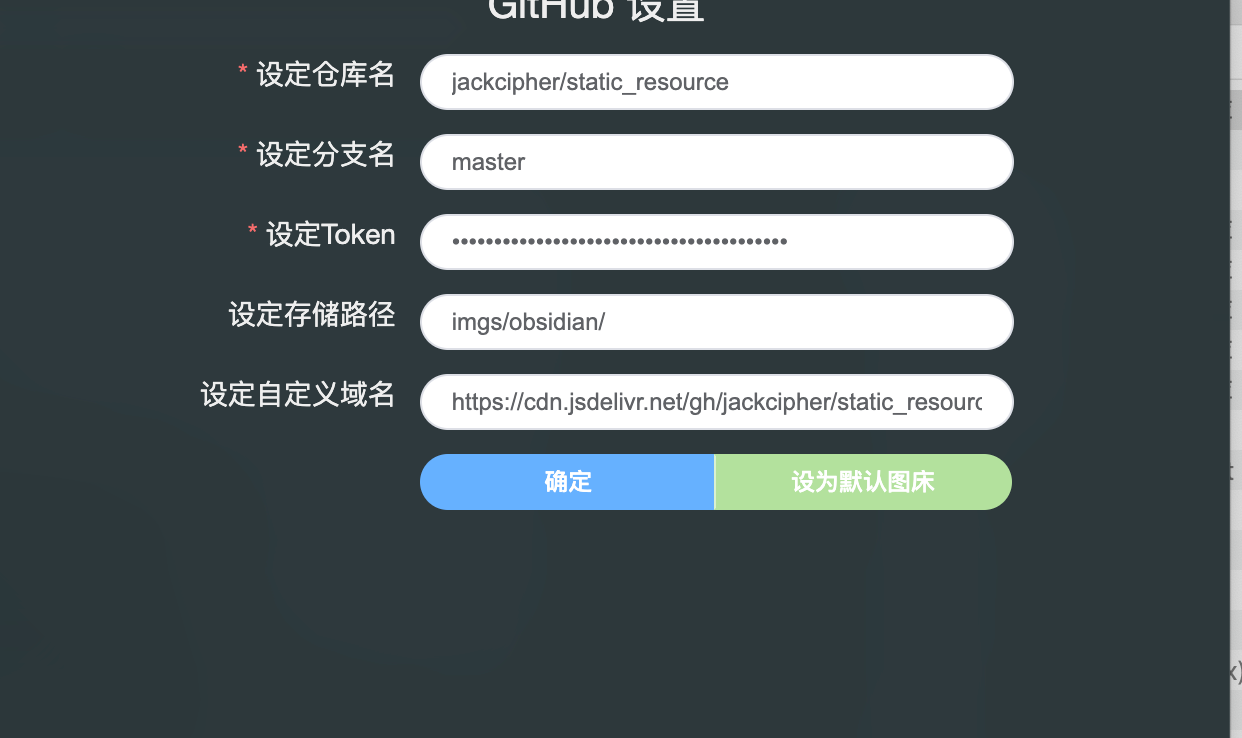 GitHub 设置
* 设定仓库名
jackcipher/static_resource
* 设定分支名
master
* 设定Token
••••••••••••••••••••••••••••••••••••••••
设定存储路径
imgs/obsidian/
设定自定义域名
https://cdn.jsdelivr.net/gh/jackcipher/static_resourc
确定
设为默认图床
x)